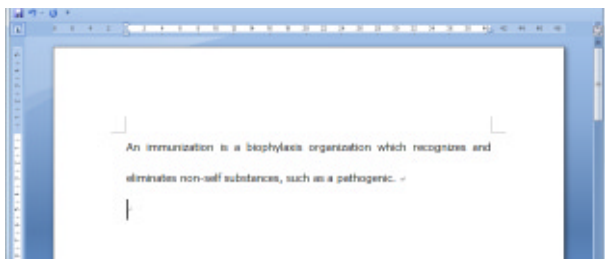 An immunization is a biophylaxis organization which recognizes and
eliminates non-self substances, such as a pathogenic.